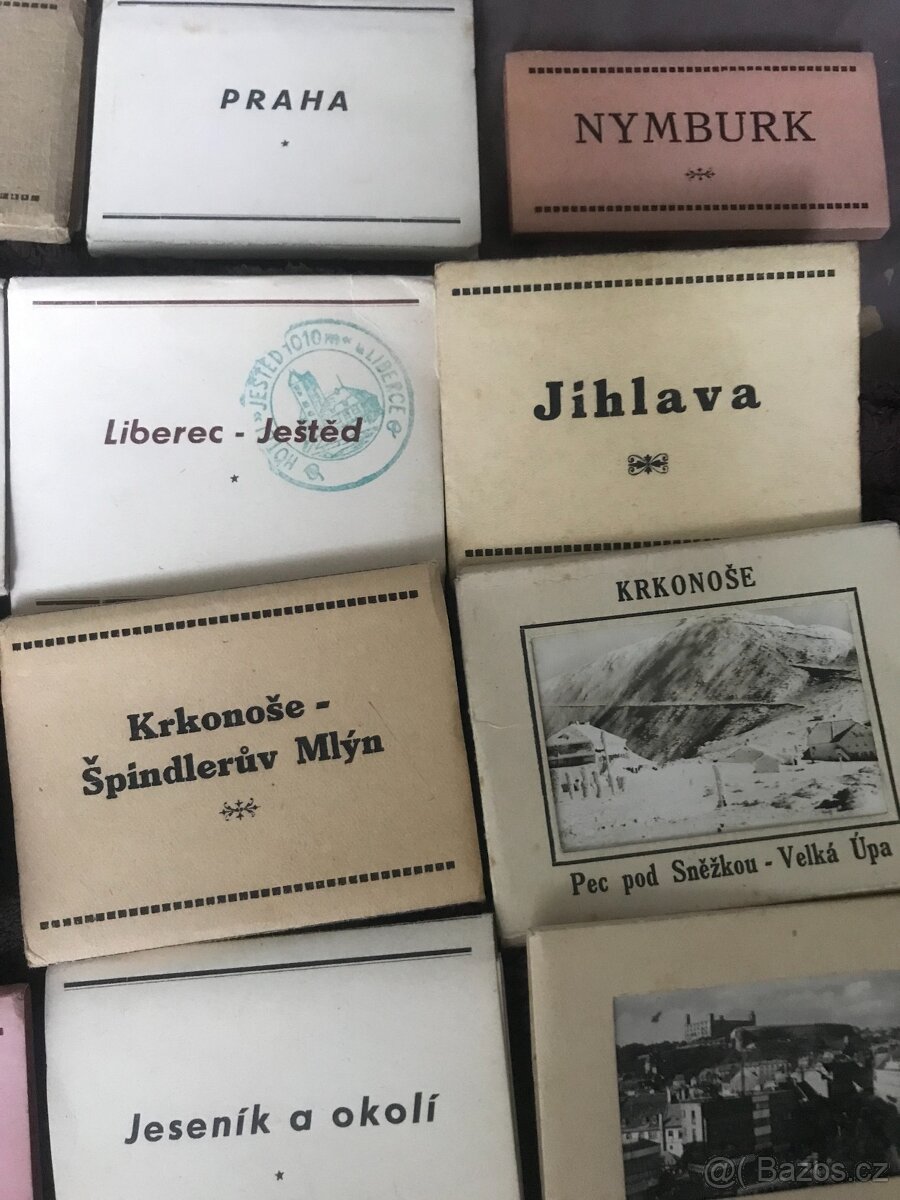 PRAHA
NYMBURK
JEŠTĚD 1010 m * u LIBERCE
Liberec - Ještěd
Jihlava
KRKONOŠE
Krkonoše -
Špindlerův Mlýn
Pec pod Sněžkou - Velká Úpa
Jeseník a okolí
@( Bazos.cz